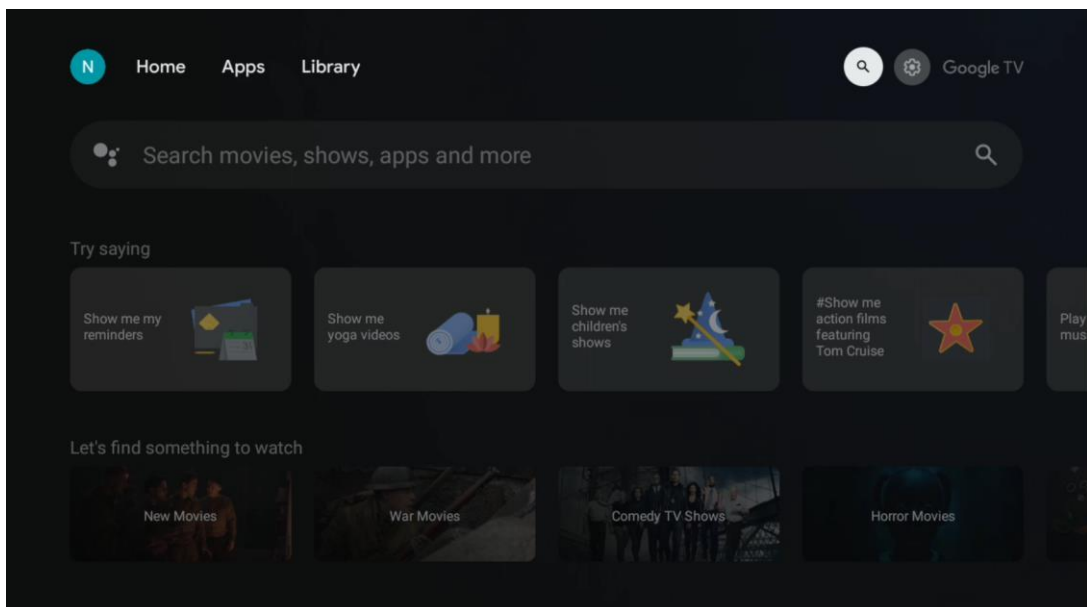 N Home Apps Library Google TV
Search movies, shows, apps and more
Try saying
Show me my
reminders
Show me
yoga videos
Show me
children's
shows
#Show me
action films
featuring
Tom Cruise
Play
mus
Let's find something to watch
New Movies
War Movies
Comedy TV Shows
Horror Movies